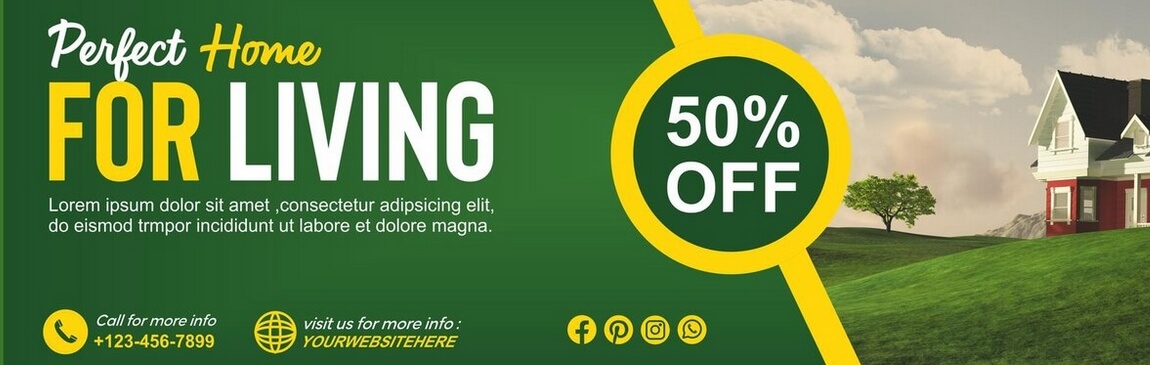 Perfect Home
FOR LIVING
Lorem ipsum dolor sit amet ,consectetur adipsicing elit,
do eismod trmpor incididunt ut labore et dolore magna.
50%
OFF
Call for more info
+123-456-7899
visit us for more info :
YOURWEBSITEHERE